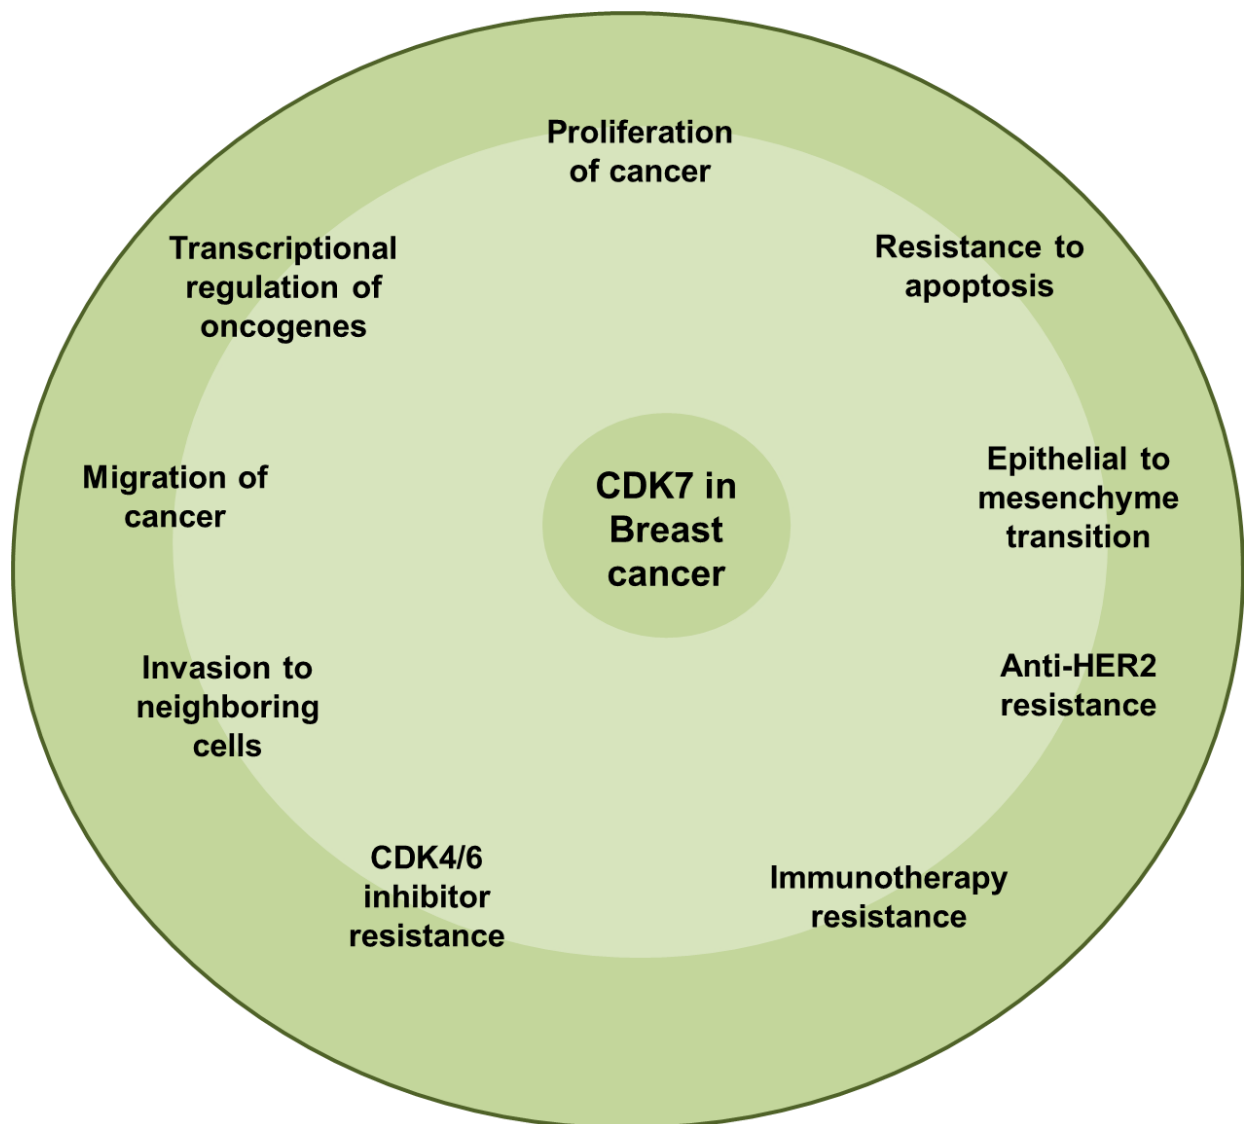 Proliferation
of cancer
Resistance to
apoptosis
Transcriptional
regulation of
oncogenes
Epithelial to
mesenchyme
transition
Migration of
cancer
CDK7 in
Breast
cancer
Anti-HER2
resistance
Invasion to
neighboring
cells
CDK4/6
inhibitor
resistance
Immunotherapy
resistance